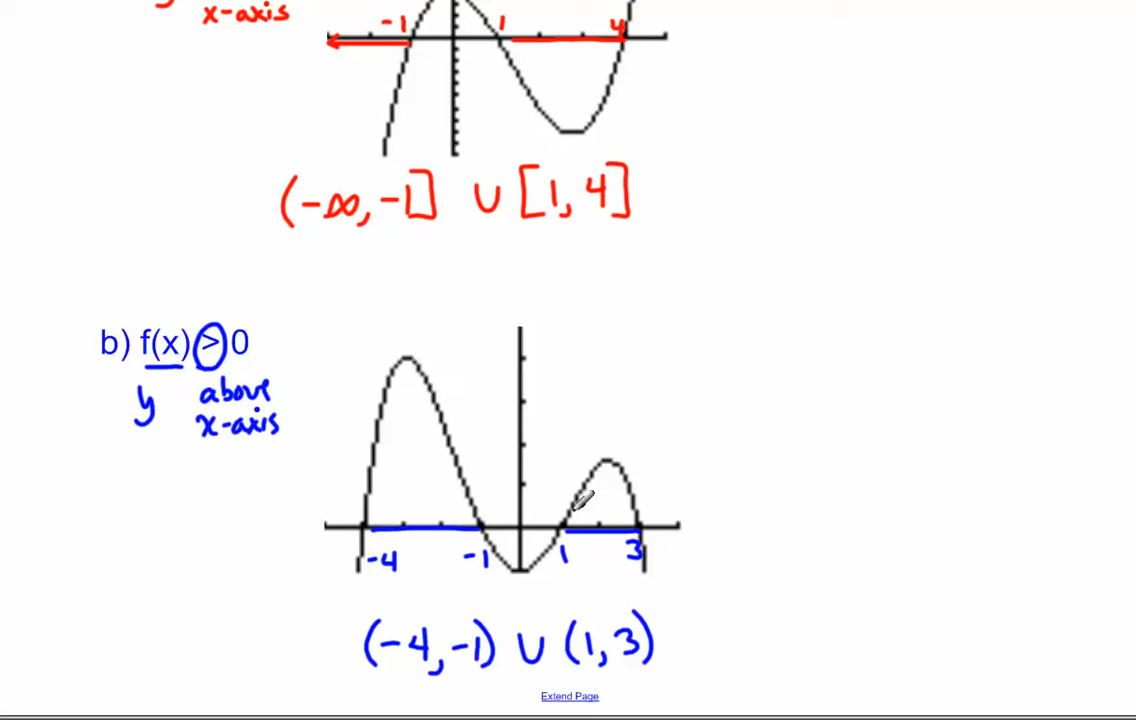 x-axis
-1 1 4
(-∞, -1] ∪ [1, 4]
b) f(x) > 0
y above
x-axis
-4 -1 1 3
(-4, -1) ∪ (1, 3)
Extend Page